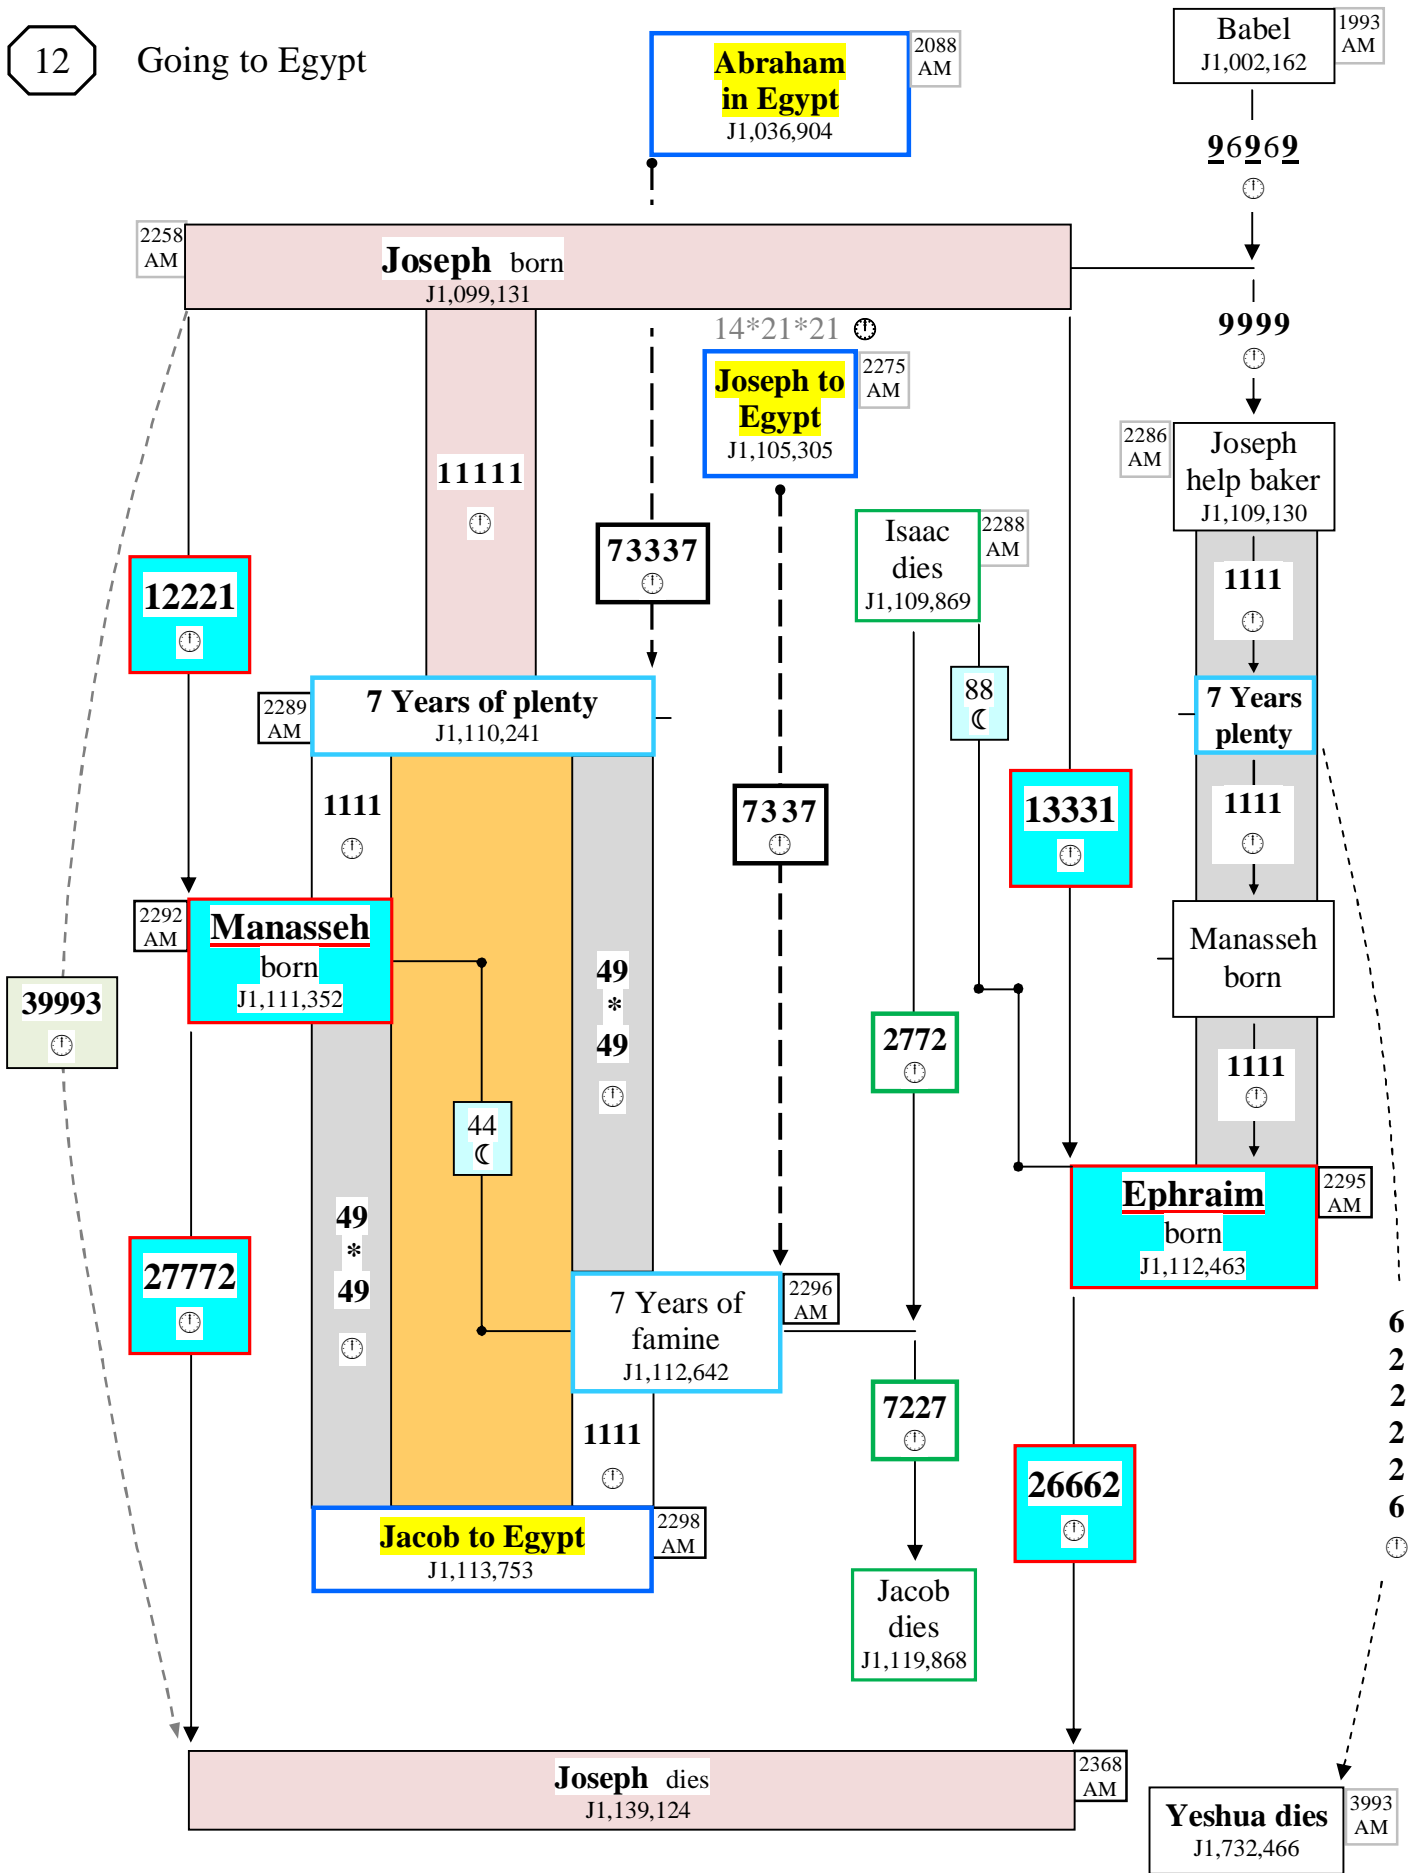 12
Going to Egypt
Abraham
in Egypt
J1,036,904
2088
AM
Babel
J1,002,162
1993
AM
96969
2258
AM
Joseph born
J1,099,131
14*21*21
9999
Joseph to
Egypt
J1,105,305
2275
AM
2286
AM
Joseph
help baker
J1,109,130
11111
73337
Isaac
dies
J1,109,869
2288
AM
12221
1111
2289
AM
7 Years of plenty
J1,110,241
88
☾
7 Years
plenty
1111
7337
13331
1111
2292
AM
Manasseh
born
J1,111,352
Manasseh
born
39993
49
*
49
2772
1111
44
☾
Ephraim
born
J1,112,463
2295
AM
49
*
49
27772
7 Years of
famine
J1,112,642
2296
AM
6
2
2
2
2
6
7227
1111
26662
Jacob to Egypt
J1,113,753
2298
AM
Jacob
dies
J1,119,868
Joseph dies
J1,139,124
2368
AM
Yeshua dies
J1,732,466
3993
AM